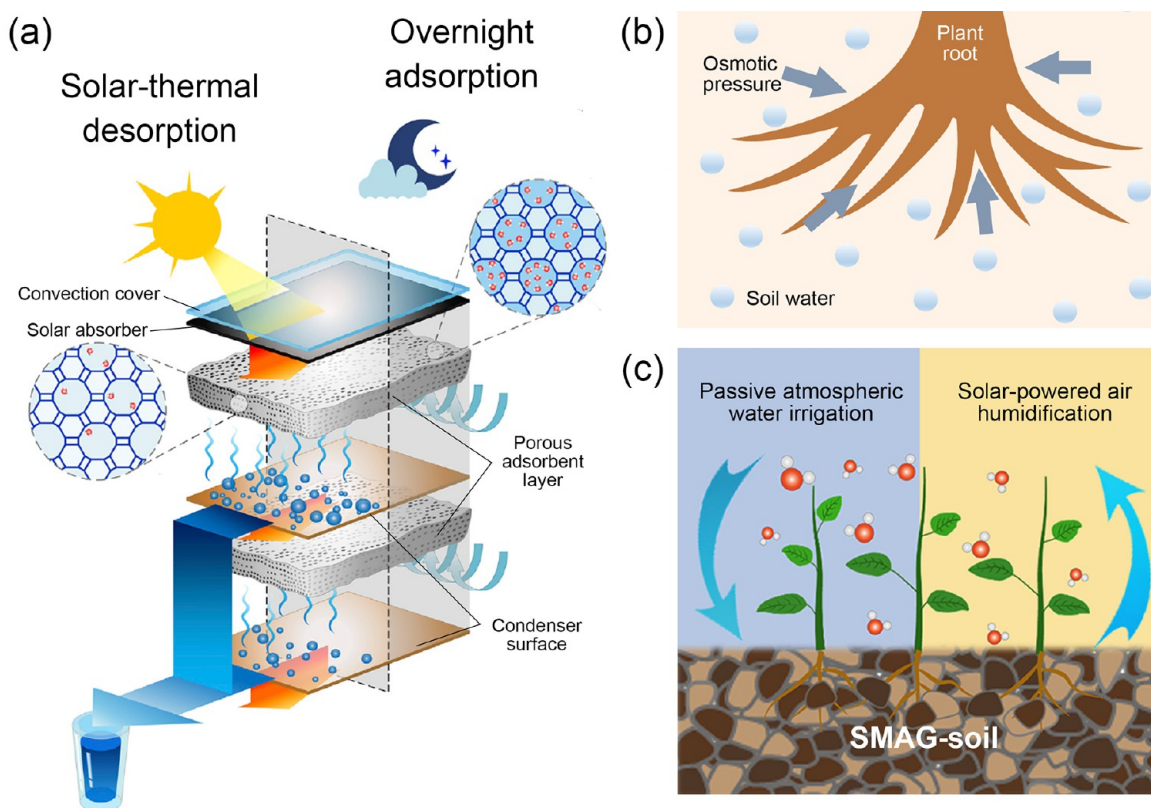 (a)
Solar-thermal
desorption
Overnight
adsorption
Convection cover
Solar absorber
Porous
adsorbent
layer
Condenser
surface
(b)
Plant
root
Osmotic
pressure
Soil water
(c)
Passive atmospheric
water irrigation
Solar-powered air
humidification
SMAG-soil